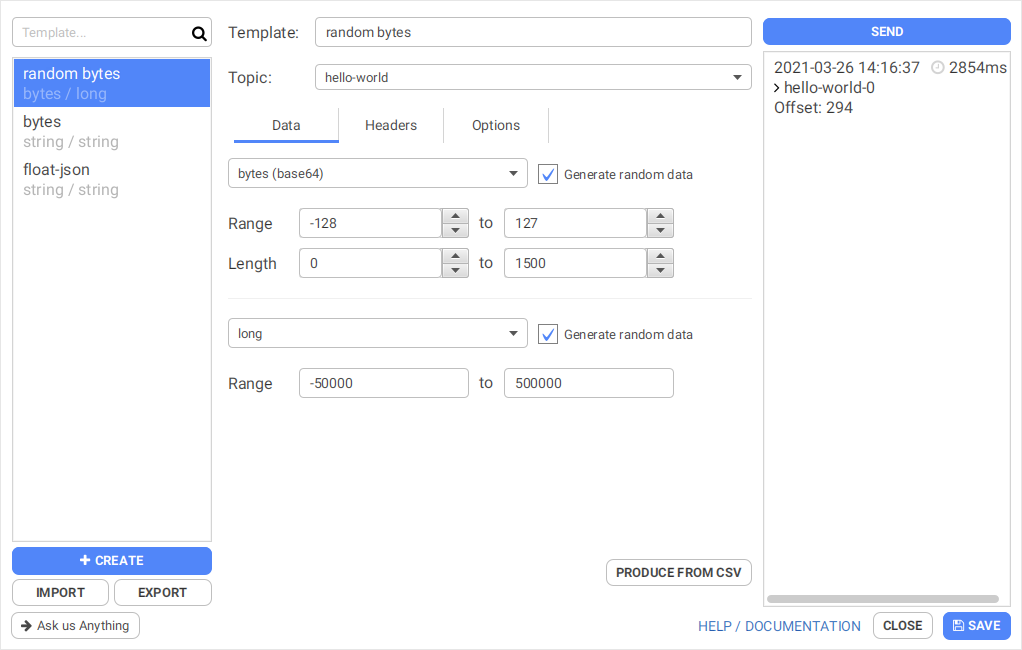 Template...
random bytes
bytes / long
bytes
string / string
float-json
string / string
CREATE
IMPORT EXPORT
Ask us Anything
Template: random bytes
Topic: hello-world
Data Headers Options
bytes (base64) Generate random data
Range -128 to 127
Length 0 to 1500
long Generate random data
Range -50000 to 500000
PRODUCE FROM CSV
SEND
2021-03-26 14:16:37 2854ms
hello-world-0
Offset: 294
HELP / DOCUMENTATION CLOSE SAVE